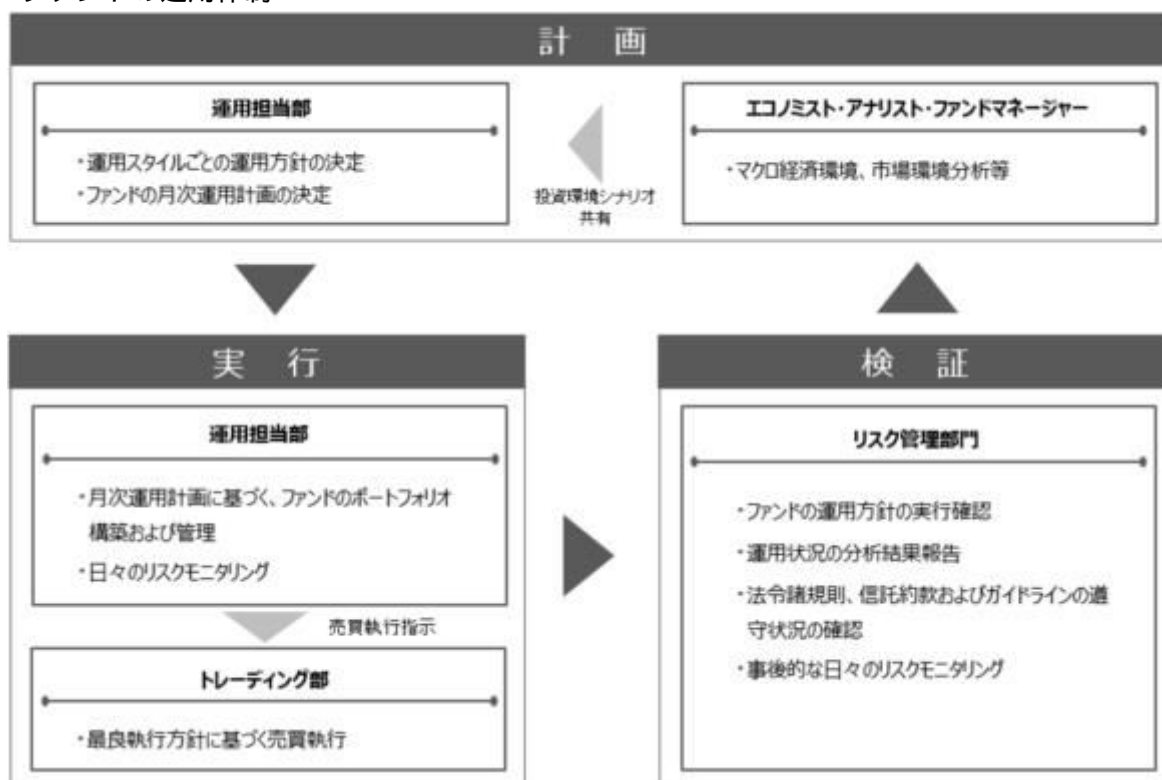 計 画
運用担当部
・運用スタイルごとの運用方針の決定
・ファンドの月次運用計画の決定
投資環境シナリオ
共有
エコノミスト・アナリスト・ファンドマネージャー
・マクロ経済環境、市場環境分析等
実 行
運用担当部
・月次運用計画に基づく、ファンドのポートフォリオ
構築および管理
・日々のリスクモニタリング
売買執行指示
トレーディング部
・最良執行方針に基づく売買執行
検 証
リスク管理部門
・ファンドの運用方針の実行確認
・運用状況の分析結果報告
・法令諸規則、信託約款およびガイドラインの遵
守状況の確認
・事後的な日々のリスクモニタリング